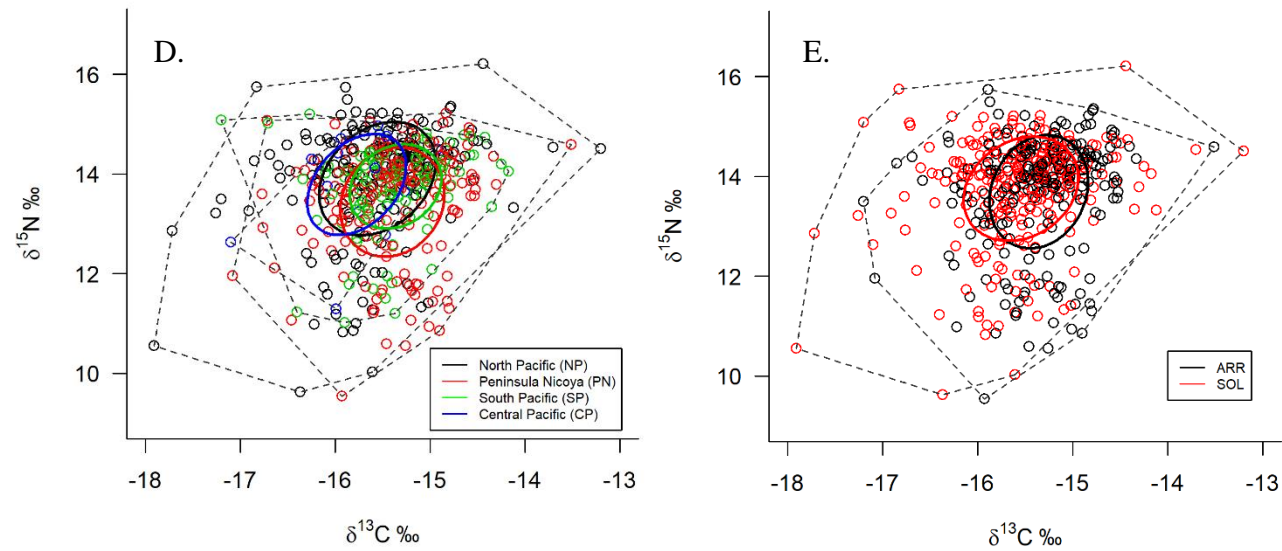 D.
16
14
12
10
δ15N ‰
-18
-17
-16
-15
-14
-13
δ13C ‰
North Pacific (NP)
Peninsula Nicoya (PN)
South Pacific (SP)
Central Pacific (CP)
E.
16
14
12
10
δ15N ‰
-18
-17
-16
-15
-14
-13
δ13C ‰
ARR
SOL